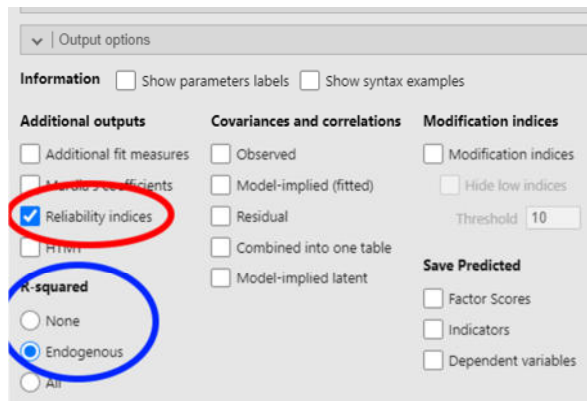 Output options
Information Show parameters labels Show syntax examples
Additional outputs
Additional fit measures
Mardia's coefficients
Reliability indices
HTMT
R-squared
None
Endogenous
All
Covariances and correlations
Observed
Model-implied (fitted)
Residual
Combined into one table
Model-implied latent
Modification indices
Modification indices
Hide low indices
Threshold 10
Save Predicted
Factor Scores
Indicators
Dependent variables